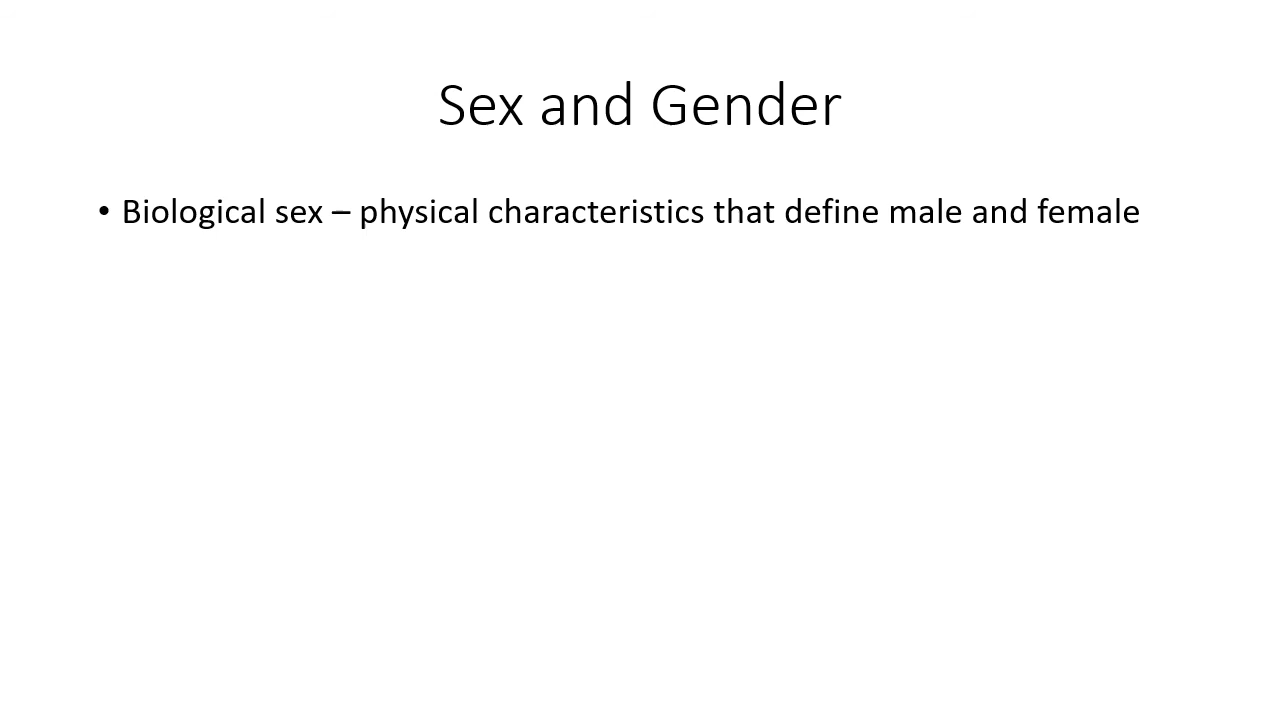 Sex and Gender
• Biological sex – physical characteristics that define male and female